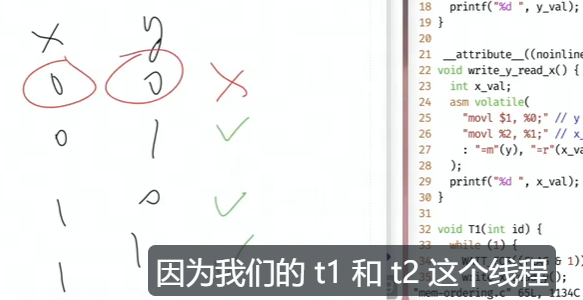 x y
0 0
0 1
1 0
1 1
18 printf("%d ", y_val);
19 }
20
21 __attribute__((noinline
22 void write_y_read_x() {
23 int x_val;
24 asm volatile(
25 "movl $1, %0;" // y
26 "movl %2, %1;" // x_
27 : "=m"(y), "=r"(x_va
28 );
29 printf("%d ", x_val);
30 }
31
32 void T1(int id) {
33 while (1) {
因为我们的 t1 和 t2 这个线程
"mem-ordering.c" 65L, 1134C